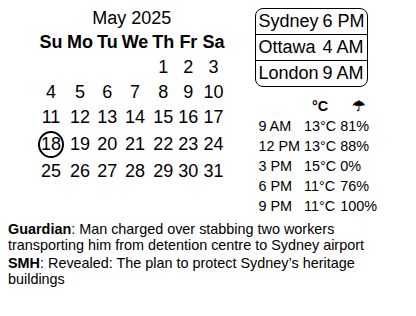 May 2025
Su Mo Tu We Th Fr Sa
1 2 3
4 5 6 7 8 9 10
11 12 13 14 15 16 17
18 19 20 21 22 23 24
25 26 27 28 29 30 31
Sydney 6 PM
Ottawa 4 AM
London 9 AM
°C ☂
9 AM 13°C 81%
12 PM 13°C 88%
3 PM 15°C 0%
6 PM 11°C 76%
9 PM 11°C 100%
Guardian: Man charged over stabbing two workers
transporting him from detention centre to Sydney airport
SMH: Revealed: The plan to protect Sydney’s heritage
buildings